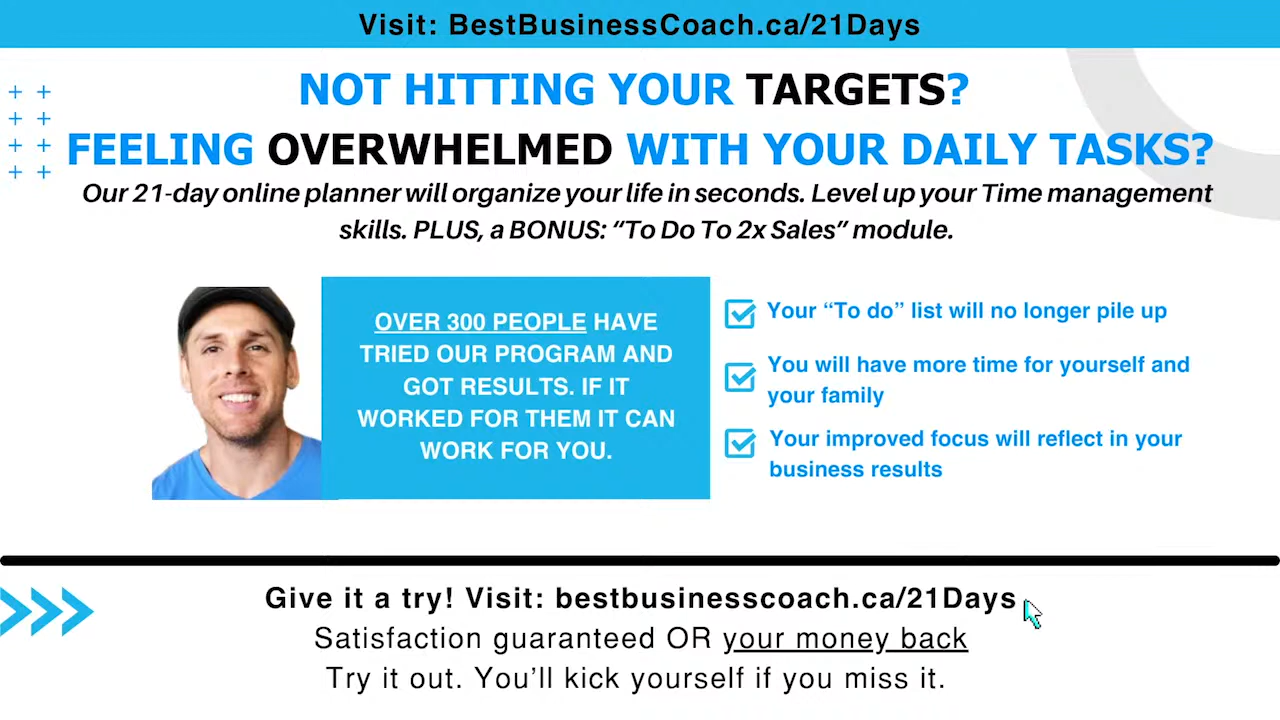 Visit: BestBusinessCoach.ca/21Days
NOT HITTING YOUR TARGETS?
FEELING OVERWHELMED WITH YOUR DAILY TASKS?
Our 21-day online planner will organize your life in seconds. Level up your Time management
skills. PLUS, a BONUS: “To Do To 2x Sales” module.
OVER 300 PEOPLE HAVE
TRIED OUR PROGRAM AND
GOT RESULTS. IF IT
WORKED FOR THEM IT CAN
WORK FOR YOU.
Your “To do” list will no longer pile up
You will have more time for yourself and
your family
Your improved focus will reflect in your
business results
Give it a try! Visit: bestbusinesscoach.ca/21Days
Satisfaction guaranteed OR your money back
Try it out. You’ll kick yourself if you miss it.